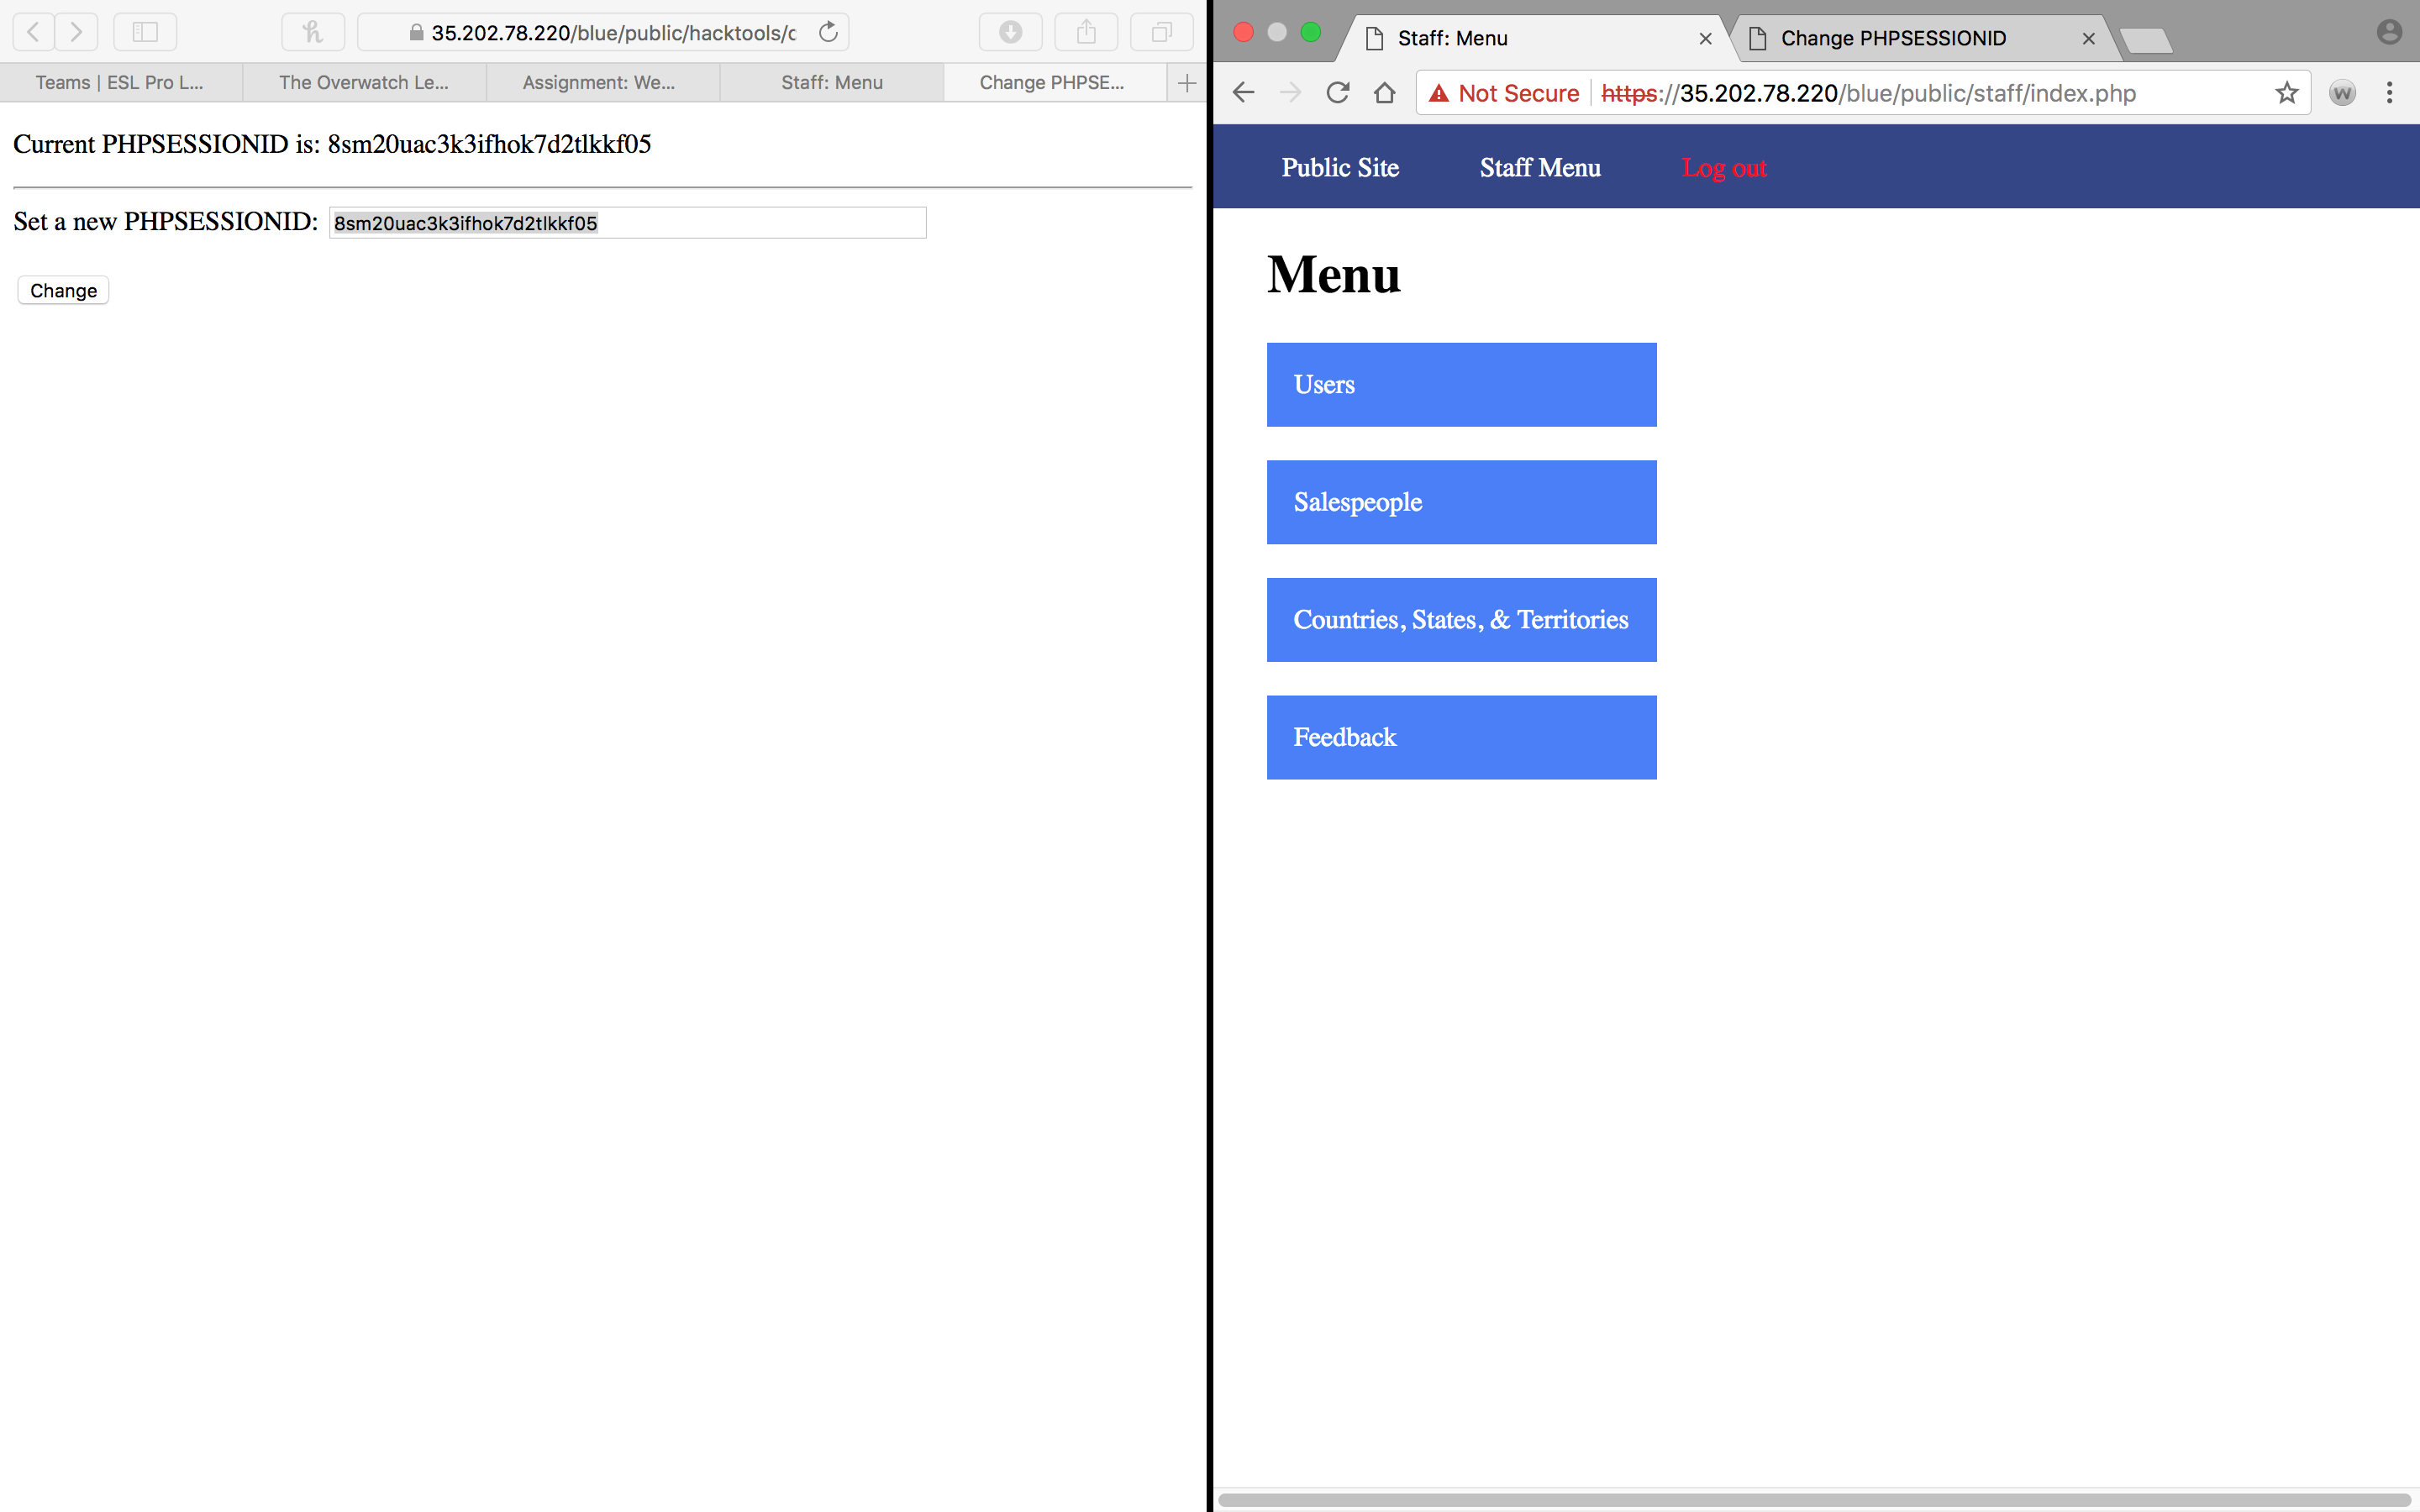 35.202.78.220/blue/public/hacktools/c
Teams | ESL Pro L...
The Overwatch Le...
Assignment: We...
Staff: Menu
Change PHPSE...
Current PHPSESSIONID is: 8sm20uac3k3ifhok7d2tlkkf05
Set a new PHPSESSIONID: 8sm20uac3k3ifhok7d2tlkkf05
Change
Staff: Menu
Change PHPSESSIONID
Not Secure https://35.202.78.220/blue/public/staff/index.php
Public Site Staff Menu Log out
Menu
Users
Salespeople
Countries, States, & Territories
Feedback